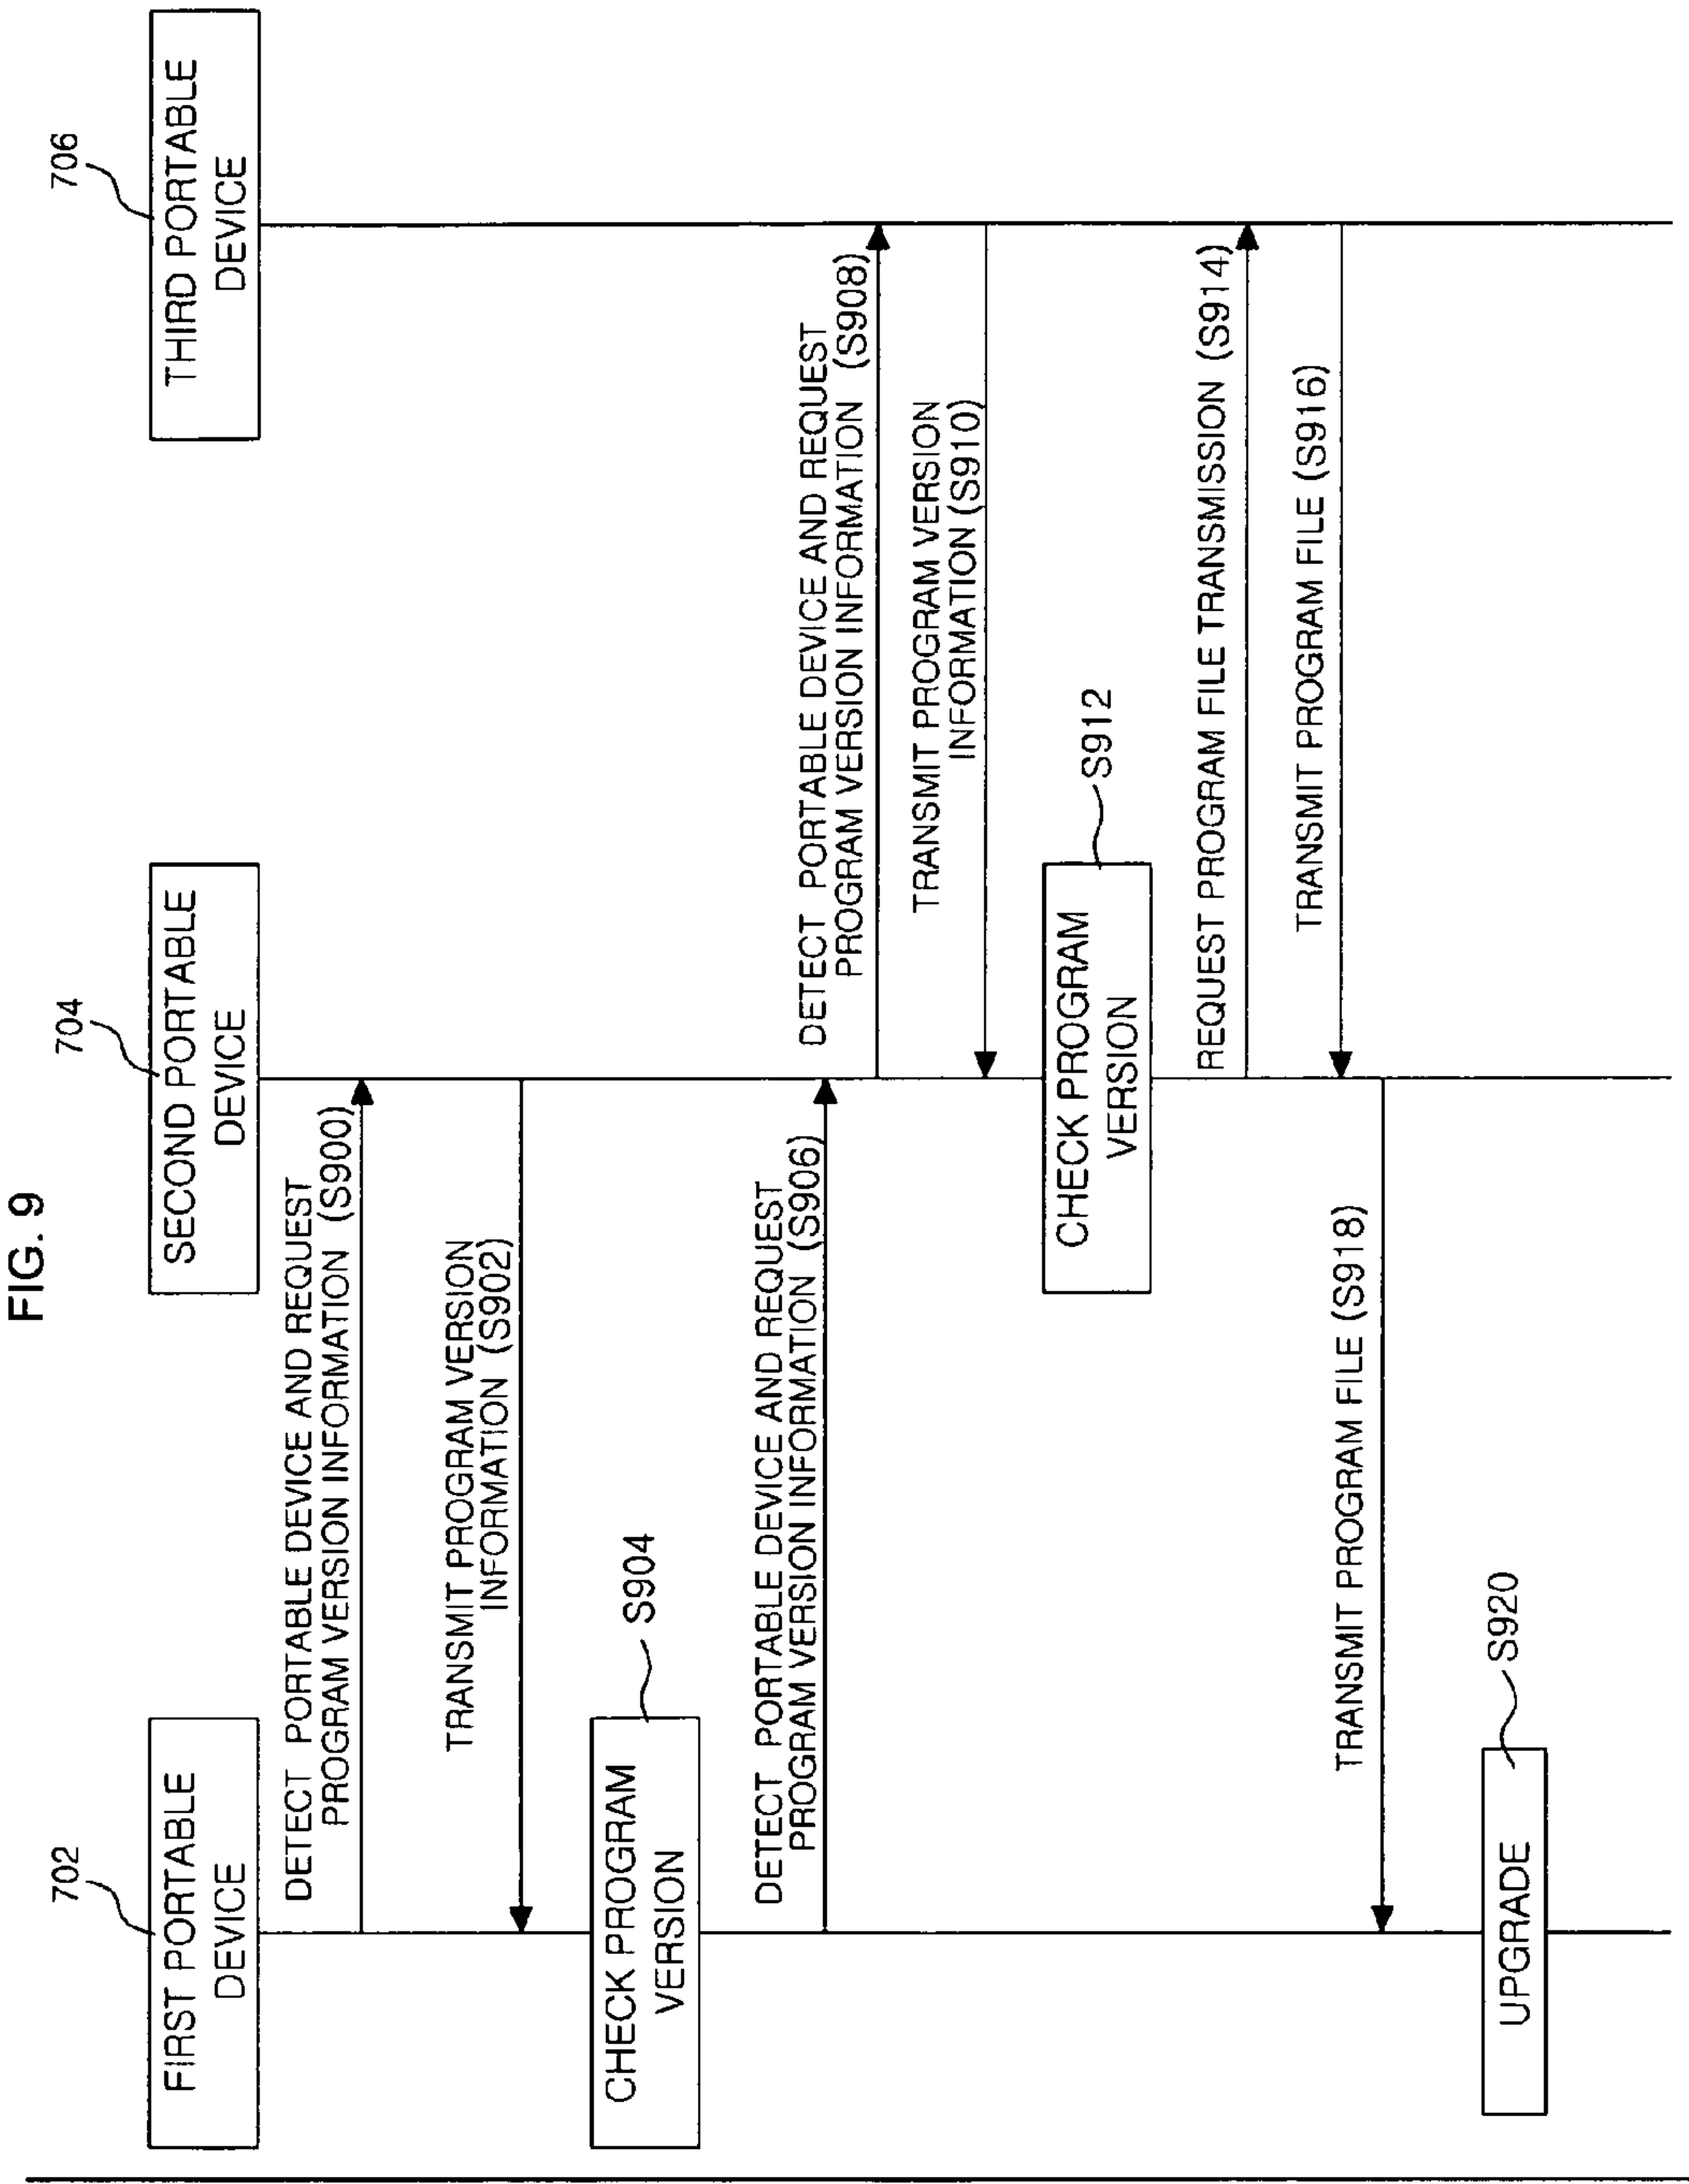 FIG. 9
702
704
706
FIRST PORTABLE
DEVICE
SECOND PORTABLE
DEVICE
THIRD PORTABLE
DEVICE
DETECT PORTABLE DEVICE AND REQUEST
PROGRAM VERSION INFORMATION (S900)
TRANSMIT PROGRAM VERSION
INFORMATION (S902)
CHECK PROGRAM
VERSION
S904
DETECT PORTABLE DEVICE AND REQUEST
PROGRAM VERSION INFORMATION (S906)
DETECT PORTABLE DEVICE AND REQUEST
PROGRAM VERSION INFORMATION (S908)
TRANSMIT PROGRAM VERSION
INFORMATION (S910)
CHECK PROGRAM
VERSION
S912
REQUEST PROGRAM FILE TRANSMISSION (S914)
TRANSMIT PROGRAM FILE (S916)
TRANSMIT PROGRAM FILE (S918)
UPGRADE
S920